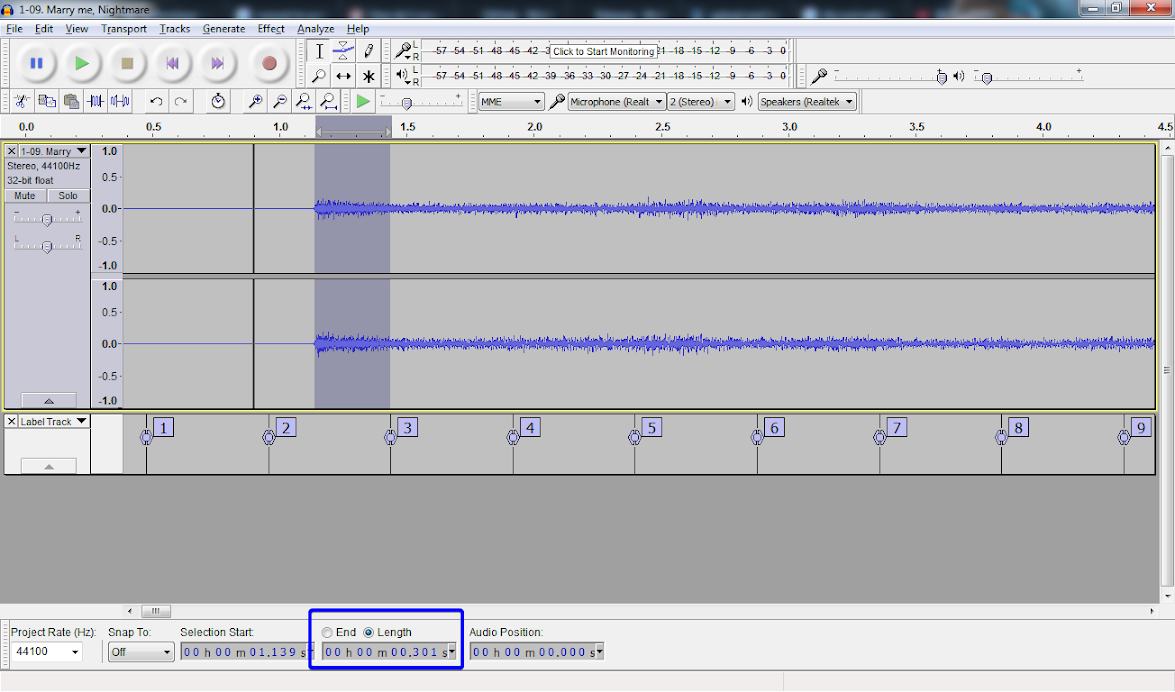 1-09. Marry me, Nightmare
File Edit View Transport Tracks Generate Effect Analyze Help
L
R
-57 -54 -51 -48 -45 -42 -3 Click to Start Monitoring -21 -18 -15 -12 -9 -6 -3 0
L
R
-57 -54 -51 -48 -45 -42 -39 -36 -33 -30 -27 -24 -21 -18 -15 -12 -9 -6 -3 0
- +
- +
MME Microphone (Realt 2 (Stereo) Speakers (Realtek
0.0 0.5 1.0 1.5 2.0 2.5 3.0 3.5 4.0 4.5
1-09. Marry
Stereo, 44100Hz
32-bit float
Mute Solo
- +
L R
1.0
0.5
0.0
-0.5
-1.0
1.0
0.5
0.0
-0.5
-1.0
Label Track
1 2 3 4 5 6 7 8 9
Project Rate (Hz): Snap To: Selection Start: End Length Audio Position:
44100 Off 00 h 00 m 01.139 s 00 h 00 m 00.301 s 00 h 00 m 00.000 s